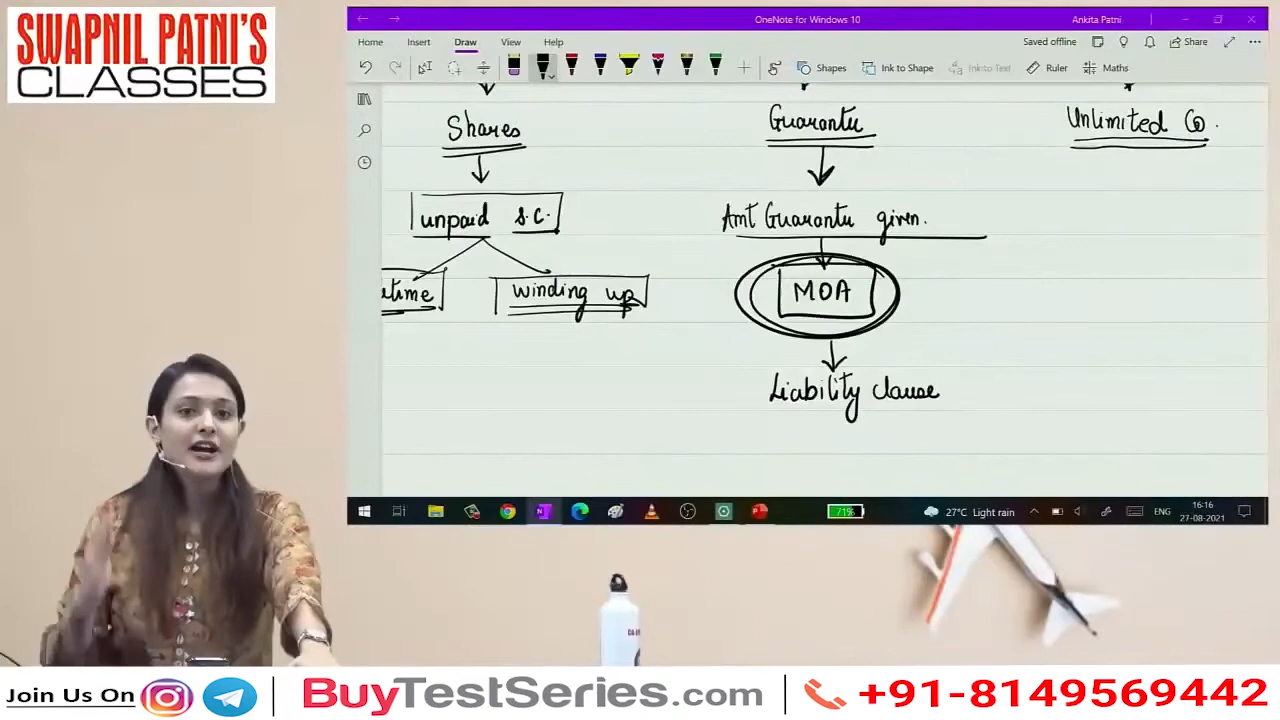 SWAPNIL PATNI'S
CLASSES
OneNote for Windows 10
Ankita Patni
Home Insert Draw View Help
Saved offline
Share
Shapes
Ink to Shape
Ink to Text
Ruler
Maths
Shares
Guarantee
Unlimited Co.
unpaid s.c.
Amt Guarantee given.
winding up
MOA
Liability clause
71%
27°C Light rain
ENG
16:16
27-08-2021
Join Us On
BuyTestSeries.com
+91-8149569442